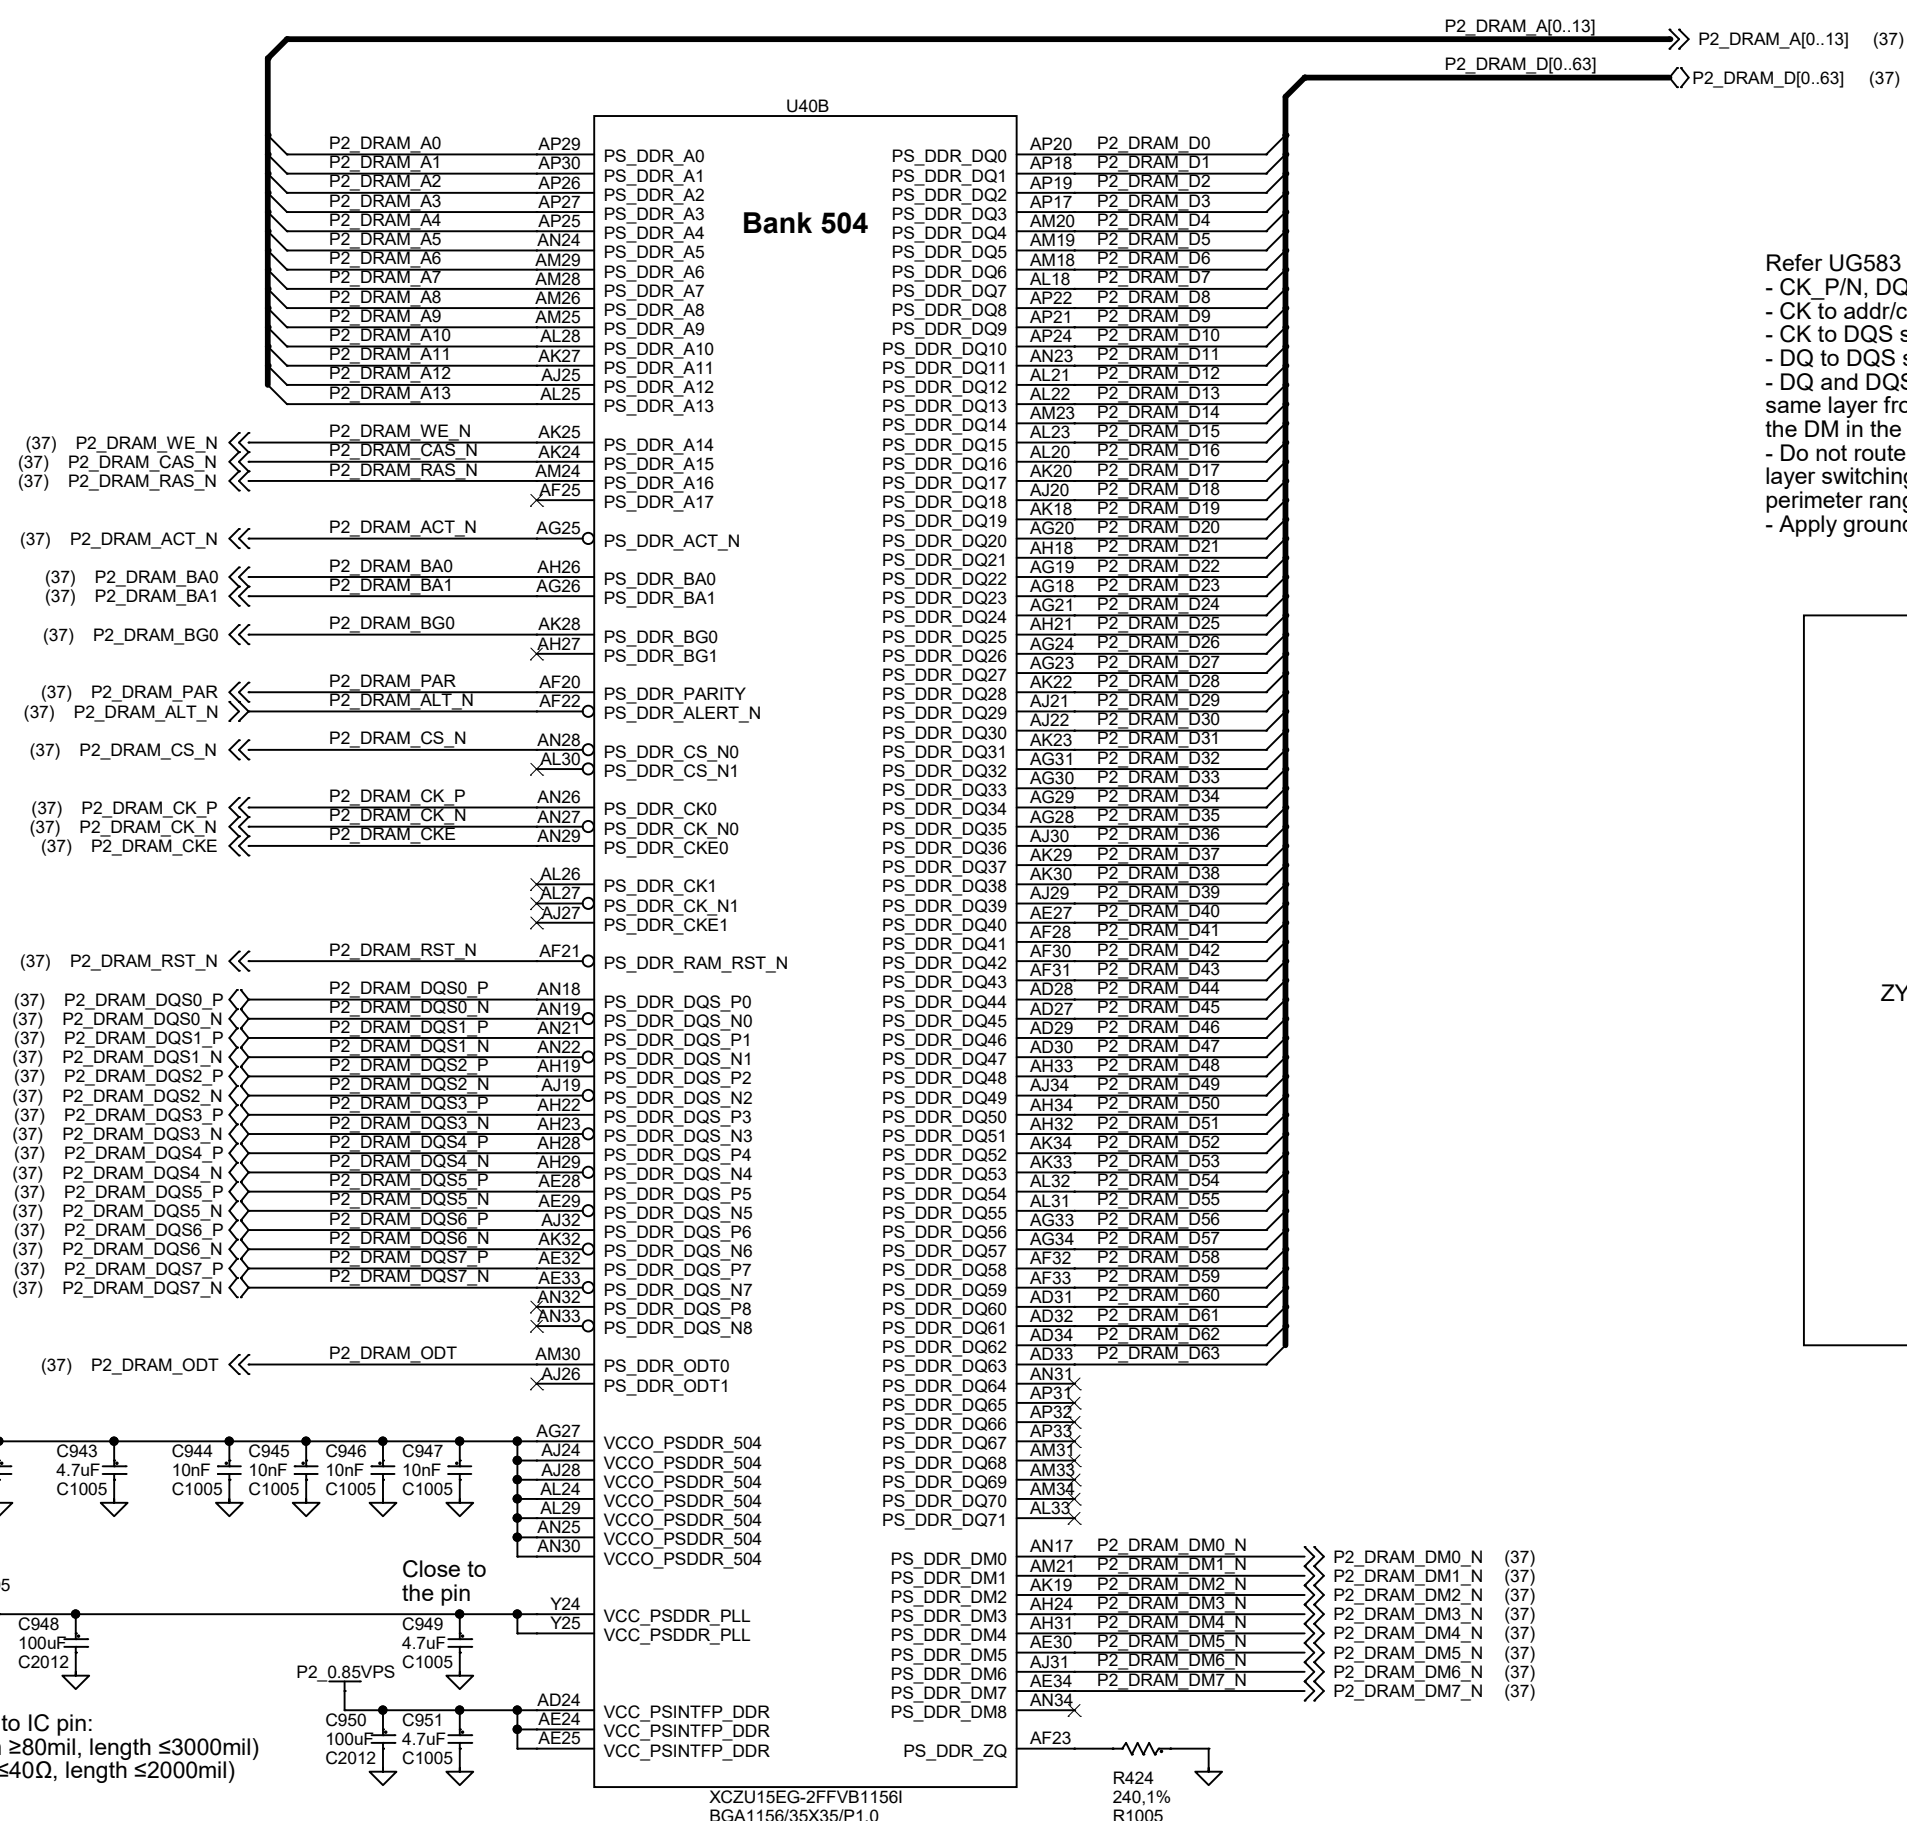 P2_DRAM_A[0..13] P2_DRAM_A[0..13] (37)
P2_DRAM_D[0..63] P2_DRAM_D[0..63] (37)
U40B
Bank 504
P2_DRAM_A0 AP29 PS_DDR_A0
P2_DRAM_A1 AP30 PS_DDR_A1
P2_DRAM_A2 AP26 PS_DDR_A2
P2_DRAM_A3 AP27 PS_DDR_A3
P2_DRAM_A4 AP25 PS_DDR_A4
P2_DRAM_A5 AN24 PS_DDR_A5
P2_DRAM_A6 AM29 PS_DDR_A6
P2_DRAM_A7 AM28 PS_DDR_A7
P2_DRAM_A8 AM26 PS_DDR_A8
P2_DRAM_A9 AM25 PS_DDR_A9
P2_DRAM_A10 AL28 PS_DDR_A10
P2_DRAM_A11 AK27 PS_DDR_A11
P2_DRAM_A12 AJ25 PS_DDR_A12
P2_DRAM_A13 AL25 PS_DDR_A13
(37) P2_DRAM_WE_N P2_DRAM_WE_N AK25 PS_DDR_A14
(37) P2_DRAM_CAS_N P2_DRAM_CAS_N AK24 PS_DDR_A15
(37) P2_DRAM_RAS_N P2_DRAM_RAS_N AM24 PS_DDR_A16
AF25 PS_DDR_A17
(37) P2_DRAM_ACT_N P2_DRAM_ACT_N AG25 PS_DDR_ACT_N
(37) P2_DRAM_BA0 P2_DRAM_BA0 AH26 PS_DDR_BA0
(37) P2_DRAM_BA1 P2_DRAM_BA1 AG26 PS_DDR_BA1
(37) P2_DRAM_BG0 P2_DRAM_BG0 AK28 PS_DDR_BG0
AH27 PS_DDR_BG1
(37) P2_DRAM_PAR P2_DRAM_PAR AF20 PS_DDR_PARITY
(37) P2_DRAM_ALT_N P2_DRAM_ALT_N AF22 PS_DDR_ALERT_N
(37) P2_DRAM_CS_N P2_DRAM_CS_N AN28 PS_DDR_CS_N0
AL30 PS_DDR_CS_N1
(37) P2_DRAM_CK_P P2_DRAM_CK_P AN26 PS_DDR_CK0
(37) P2_DRAM_CK_N P2_DRAM_CK_N AN27 PS_DDR_CK_N0
(37) P2_DRAM_CKE P2_DRAM_CKE AN29 PS_DDR_CKE0
AL26 PS_DDR_CK1
AL27 PS_DDR_CK_N1
AJ27 PS_DDR_CKE1
(37) P2_DRAM_RST_N P2_DRAM_RST_N AF21 PS_DDR_RAM_RST_N
(37) P2_DRAM_DQS0_P P2_DRAM_DQS0_P AN18 PS_DDR_DQS_P0
(37) P2_DRAM_DQS0_N P2_DRAM_DQS0_N AN19 PS_DDR_DQS_N0
(37) P2_DRAM_DQS1_P P2_DRAM_DQS1_P AN21 PS_DDR_DQS_P1
(37) P2_DRAM_DQS1_N P2_DRAM_DQS1_N AN22 PS_DDR_DQS_N1
(37) P2_DRAM_DQS2_P P2_DRAM_DQS2_P AH19 PS_DDR_DQS_P2
(37) P2_DRAM_DQS2_N P2_DRAM_DQS2_N AJ19 PS_DDR_DQS_N2
(37) P2_DRAM_DQS3_P P2_DRAM_DQS3_P AH22 PS_DDR_DQS_P3
(37) P2_DRAM_DQS3_N P2_DRAM_DQS3_N AH23 PS_DDR_DQS_N3
(37) P2_DRAM_DQS4_P P2_DRAM_DQS4_P AH28 PS_DDR_DQS_P4
(37) P2_DRAM_DQS4_N P2_DRAM_DQS4_N AH29 PS_DDR_DQS_N4
(37) P2_DRAM_DQS5_P P2_DRAM_DQS5_P AE28 PS_DDR_DQS_P5
(37) P2_DRAM_DQS5_N P2_DRAM_DQS5_N AE29 PS_DDR_DQS_N5
(37) P2_DRAM_DQS6_P P2_DRAM_DQS6_P AJ32 PS_DDR_DQS_P6
(37) P2_DRAM_DQS6_N P2_DRAM_DQS6_N AK32 PS_DDR_DQS_N6
(37) P2_DRAM_DQS7_P P2_DRAM_DQS7_P AE32 PS_DDR_DQS_P7
(37) P2_DRAM_DQS7_N P2_DRAM_DQS7_N AE33 PS_DDR_DQS_N7
AN32 PS_DDR_DQS_P8
AN33 PS_DDR_DQS_N8
(37) P2_DRAM_ODT P2_DRAM_ODT AM30 PS_DDR_ODT0
AJ26 PS_DDR_ODT1
AG27 VCCO_PSDDR_504
AJ24 VCCO_PSDDR_504
AJ28 VCCO_PSDDR_504
AL24 VCCO_PSDDR_504
AL29 VCCO_PSDDR_504
AN25 VCCO_PSDDR_504
AN30 VCCO_PSDDR_504
C943 C944 C945 C946 C947
4.7uF 10nF 10nF 10nF 10nF
C1005 C1005 C1005 C1005 C1005
Close to
the pin
Y24 VCC_PSDDR_PLL
Y25 VCC_PSDDR_PLL
C948 C949
100uF 4.7uF
C2012 C1005
P2_0.85VPS
AD24 VCC_PSINTFP_DDR
AE24 VCC_PSINTFP_DDR
AE25 VCC_PSINTFP_DDR
C950 C951
100uF 4.7uF
C2012 C1005
to IC pin:
≥80mil, length ≤3000mil)
≤40Ω, length ≤2000mil)
PS_DDR_DQ0 AP20 P2_DRAM_D0
PS_DDR_DQ1 AP18 P2_DRAM_D1
PS_DDR_DQ2 AP19 P2_DRAM_D2
PS_DDR_DQ3 AP17 P2_DRAM_D3
PS_DDR_DQ4 AM20 P2_DRAM_D4
PS_DDR_DQ5 AM19 P2_DRAM_D5
PS_DDR_DQ6 AM18 P2_DRAM_D6
PS_DDR_DQ7 AL18 P2_DRAM_D7
PS_DDR_DQ8 AP22 P2_DRAM_D8
PS_DDR_DQ9 AP21 P2_DRAM_D9
PS_DDR_DQ10 AP24 P2_DRAM_D10
PS_DDR_DQ11 AN23 P2_DRAM_D11
PS_DDR_DQ12 AL21 P2_DRAM_D12
PS_DDR_DQ13 AL22 P2_DRAM_D13
PS_DDR_DQ14 AM23 P2_DRAM_D14
PS_DDR_DQ15 AL23 P2_DRAM_D15
PS_DDR_DQ16 AL20 P2_DRAM_D16
PS_DDR_DQ17 AK20 P2_DRAM_D17
PS_DDR_DQ18 AJ20 P2_DRAM_D18
PS_DDR_DQ19 AK18 P2_DRAM_D19
PS_DDR_DQ20 AG20 P2_DRAM_D20
PS_DDR_DQ21 AH18 P2_DRAM_D21
PS_DDR_DQ22 AG19 P2_DRAM_D22
PS_DDR_DQ23 AG18 P2_DRAM_D23
PS_DDR_DQ24 AG21 P2_DRAM_D24
PS_DDR_DQ25 AH21 P2_DRAM_D25
PS_DDR_DQ26 AG24 P2_DRAM_D26
PS_DDR_DQ27 AG23 P2_DRAM_D27
PS_DDR_DQ28 AK22 P2_DRAM_D28
PS_DDR_DQ29 AJ21 P2_DRAM_D29
PS_DDR_DQ30 AJ22 P2_DRAM_D30
PS_DDR_DQ31 AK23 P2_DRAM_D31
PS_DDR_DQ32 AG31 P2_DRAM_D32
PS_DDR_DQ33 AG30 P2_DRAM_D33
PS_DDR_DQ34 AG29 P2_DRAM_D34
PS_DDR_DQ35 AG28 P2_DRAM_D35
PS_DDR_DQ36 AJ30 P2_DRAM_D36
PS_DDR_DQ37 AK29 P2_DRAM_D37
PS_DDR_DQ38 AK30 P2_DRAM_D38
PS_DDR_DQ39 AJ29 P2_DRAM_D39
PS_DDR_DQ40 AE27 P2_DRAM_D40
PS_DDR_DQ41 AF28 P2_DRAM_D41
PS_DDR_DQ42 AF30 P2_DRAM_D42
PS_DDR_DQ43 AF31 P2_DRAM_D43
PS_DDR_DQ44 AD28 P2_DRAM_D44
PS_DDR_DQ45 AD27 P2_DRAM_D45
PS_DDR_DQ46 AD29 P2_DRAM_D46
PS_DDR_DQ47 AD30 P2_DRAM_D47
PS_DDR_DQ48 AH33 P2_DRAM_D48
PS_DDR_DQ49 AJ34 P2_DRAM_D49
PS_DDR_DQ50 AH34 P2_DRAM_D50
PS_DDR_DQ51 AH32 P2_DRAM_D51
PS_DDR_DQ52 AK34 P2_DRAM_D52
PS_DDR_DQ53 AK33 P2_DRAM_D53
PS_DDR_DQ54 AL32 P2_DRAM_D54
PS_DDR_DQ55 AL31 P2_DRAM_D55
PS_DDR_DQ56 AG33 P2_DRAM_D56
PS_DDR_DQ57 AG34 P2_DRAM_D57
PS_DDR_DQ58 AF32 P2_DRAM_D58
PS_DDR_DQ59 AF33 P2_DRAM_D59
PS_DDR_DQ60 AD31 P2_DRAM_D60
PS_DDR_DQ61 AD32 P2_DRAM_D61
PS_DDR_DQ62 AD34 P2_DRAM_D62
PS_DDR_DQ63 AD33 P2_DRAM_D63
PS_DDR_DQ64 AN31
PS_DDR_DQ65 AP31
PS_DDR_DQ66 AP32
PS_DDR_DQ67 AP33
PS_DDR_DQ68 AM31
PS_DDR_DQ69 AM33
PS_DDR_DQ70 AM34
PS_DDR_DQ71 AL33
PS_DDR_DM0 AN17 P2_DRAM_DM0_N P2_DRAM_DM0_N (37)
PS_DDR_DM1 AM21 P2_DRAM_DM1_N P2_DRAM_DM1_N (37)
PS_DDR_DM2 AK19 P2_DRAM_DM2_N P2_DRAM_DM2_N (37)
PS_DDR_DM3 AH24 P2_DRAM_DM3_N P2_DRAM_DM3_N (37)
PS_DDR_DM4 AH31 P2_DRAM_DM4_N P2_DRAM_DM4_N (37)
PS_DDR_DM5 AE30 P2_DRAM_DM5_N P2_DRAM_DM5_N (37)
PS_DDR_DM6 AJ31 P2_DRAM_DM6_N P2_DRAM_DM6_N (37)
PS_DDR_DM7 AE34 P2_DRAM_DM7_N P2_DRAM_DM7_N (37)
PS_DDR_DM8 AN34
PS_DDR_ZQ AF23
R424
240,1%
R1005
XCZU15EG-2FFVB1156I
BGA1156/35X35/P1.0
Refer UG583
- CK_P/N, DQ
- CK to addr/c
- CK to DQS s
- DQ to DQS s
- DQ and DQS
same layer fro
the DM in the
- Do not route
layer switching
perimeter rang
- Apply ground
ZY